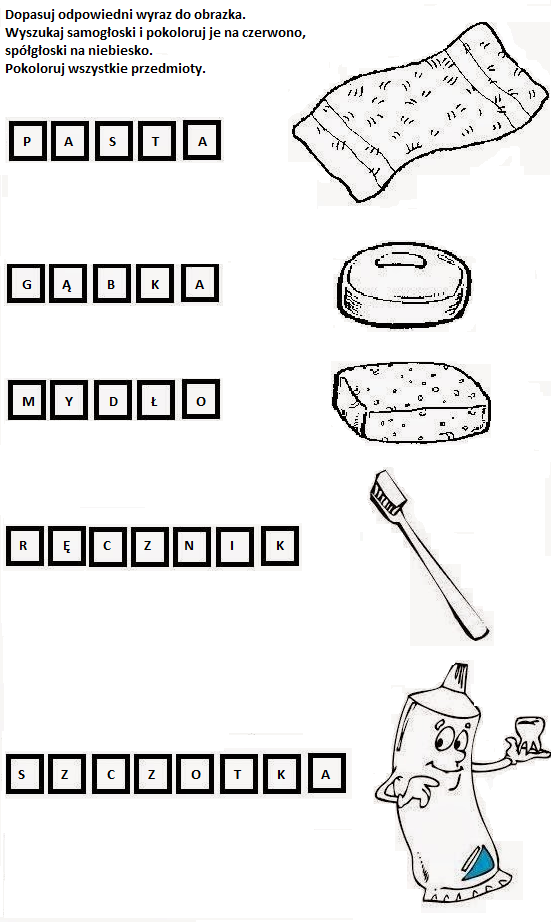 Dopasuj odpowiedni wyraz do obrazka.
Wyszukaj samogłoski i pokoloruj je na czerwono,
spółgłoski na niebiesko.
Pokoloruj wszystkie przedmioty.
P A S T A
G Ą B K A
M Y D Ł O
R Ę C Z N I K
S Z C Z O T K A